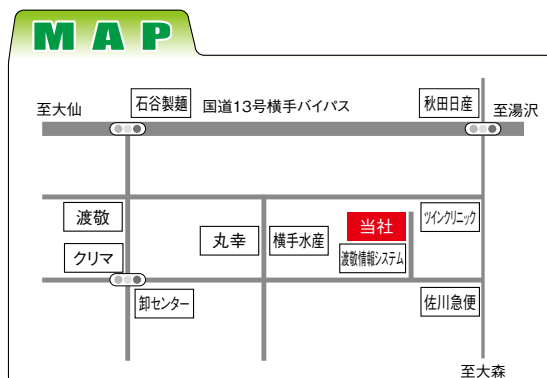 MAP
石谷製麺
国道13号横手バイパス
秋田日産
至大仙
至湯沢
渡敬
ツインクリニック
当社
丸幸
横手水産
クリマ
渡敬情報システム
卸センター
佐川急便
至大森